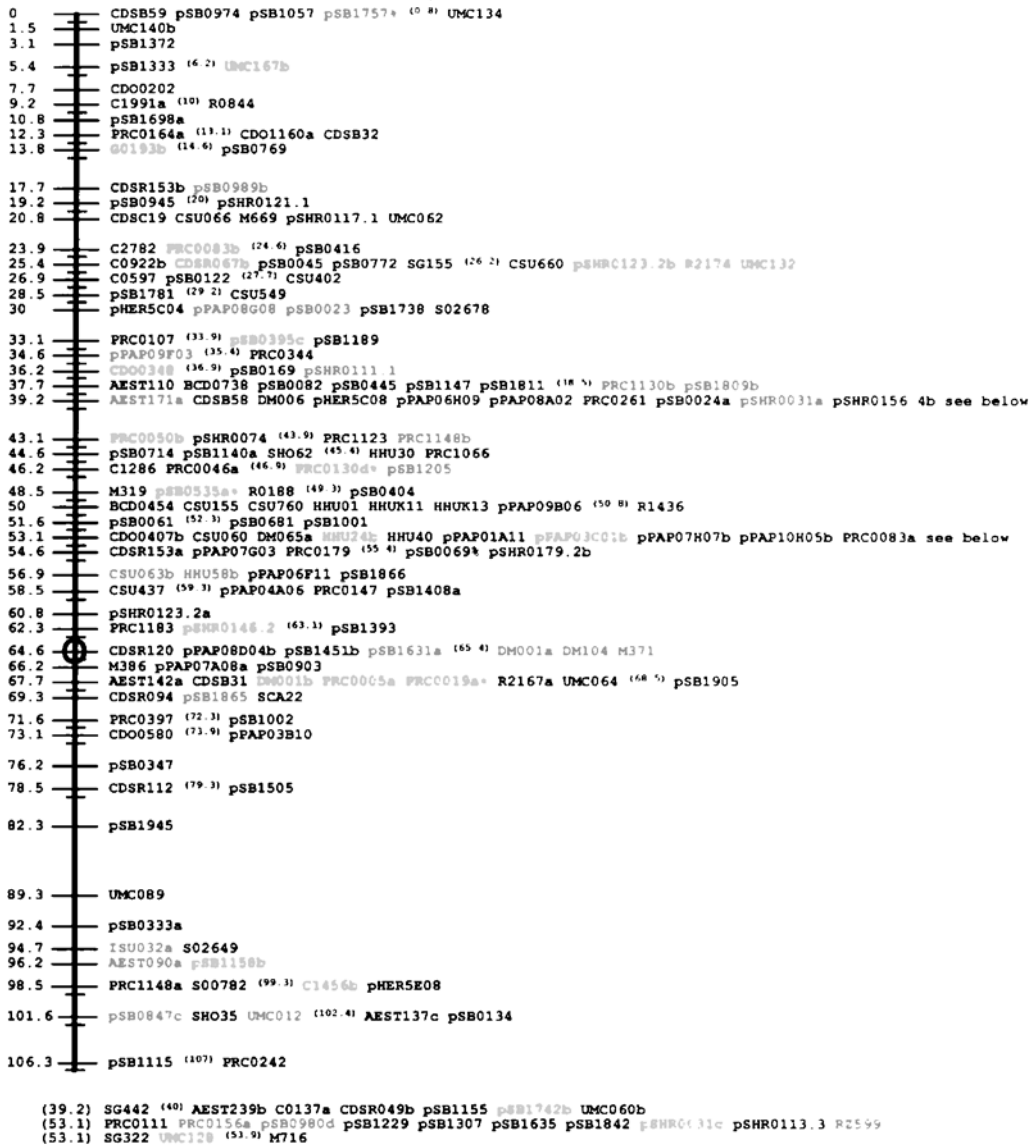 0 CDSB59 pSB0974 pSB1057 pSB1757* (0.8) UMC134
1.5 UMC140b
3.1 pSB1372
5.4 pSB1333 (6.2) UMC167b
7.7 CDO0202
9.2 C1991a (10) R0844
10.8 pSB1698a
12.3 PRC0164a (13.1) CDO1160a CDSB32
13.8 G0193b (14.6) pSB0769
17.7 CDSR153b pSB0989b
19.2 pSB0945 (20) pSHR0121.1
20.8 CDSC19 CSU066 M669 pSHR0117.1 UMC062
23.9 C2782 PRC0083b (24.6) pSB0416
25.4 C0922b CDSR067b pSB0045 pSB0772 SG155 (26.2) CSU660 pSHRC123.2b R2174 UMC132
26.9 C0597 pSB0122 (27.7) CSU402
28.5 pSB1781 (29.2) CSU549
30 pHER5C04 pPAP08G08 pSB0023 pSB1738 S02678
33.1 PRC0107 (33.9) pSB0395c pSB1189
34.6 pPAP09F03 (35.4) PRC0344
36.2 CDO0348 (36.9) pSB0169 pSHR0111.1
37.7 AEST110 BCD0738 pSB0082 pSB0445 pSB1147 pSB1811 (38.5) PRC1130b pSB1809b
39.2 AEST171a CDSB58 DM006 pHER5C08 pPAP06H09 pPAP08A02 PRC0261 pSB0024a pSHR0031a pSHR0156 4b see below
43.1 PRC0050b pSHR0074 (43.9) PRC1123 PRC1148b
44.6 pSB0714 pSB1140a SHO62 (45.4) HHU30 PRC1066
46.2 C1286 PRC0046a (46.9) PRC0130d* pSB1205
48.5 M319 pSB0535a* R0188 (49.3) pSB0404
50 BCD0454 CSU155 CSU760 HHU01 HHUK11 HHUK13 pPAP09B06 (50.8) R1436
51.6 pSB0061 (52.3) pSB0681 pSB1001
53.1 CDO0407b CSU060 DM065a HHU24b HHU40 pPAP01A11 pPAP03C01b pPAP07H07b pPAP10H05b PRC0083a see below
54.6 CDSR153a pPAP07G03 PRC0179 (55.4) pSB0069* pSHR0179.2b
56.9 CSU063b HHU58b pPAP06F11 pSB1866
58.5 CSU437 (59.3) pPAP04A06 PRC0147 pSB1408a
60.8 pSHR0123.2a
62.3 PRC1183 pSHR0146.2 (63.1) pSB1393
64.6 CDSR120 pPAP08D04b pSB1451b pSB1631a (65.4) DM001a DM104 M371
66.2 M386 pPAP07A08a pSB0903
67.7 AEST142a CDSB31 DM001b PRC0005a PRC0019a* R2167a UMC064 (68.5) pSB1905
69.3 CDSR094 pSB1865 SCA22
71.6 PRC0397 (72.3) pSB1002
73.1 CDO0580 (73.9) pPAP03B10
76.2 pSB0347
78.5 CDSR112 (79.3) pSB1505
82.3 pSB1945
89.3 UMC089
92.4 pSB0333a
94.7 ISU032a S02649
96.2 AEST090a pSB1158b
98.5 PRC1148a S00782 (99.3) C1456b pHER5E08
101.6 pSB0847c SHO35 UMC012 (102.4) AEST137c pSB0134
106.3 pSB1115 (107) PRC0242
(39.2) SG442 (40) AEST239b C0137a CDSR049b pSB1155 pSB1742b UMC060b
(53.1) PRC0111 PRC0156a pSB0980d pSB1229 pSB1307 pSB1635 pSB1842 pSHR0031c pSHR0113.3 RZ599
(53.1) SG322 UMC128 (53.9) M716